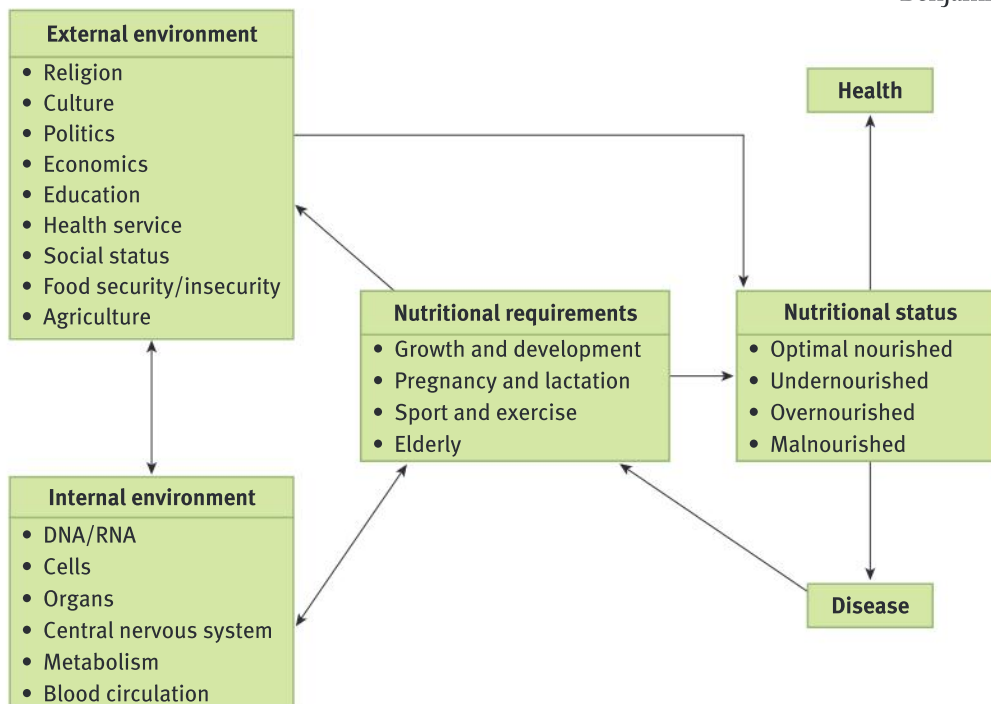 External environment
• Religion
• Culture
• Politics
• Economics
• Education
• Health service
• Social status
• Food security/insecurity
• Agriculture
Internal environment
• DNA/RNA
• Cells
• Organs
• Central nervous system
• Metabolism
• Blood circulation
Nutritional requirements
• Growth and development
• Pregnancy and lactation
• Sport and exercise
• Elderly
Health
Nutritional status
• Optimal nourished
• Undernourished
• Overnourished
• Malnourished
Disease